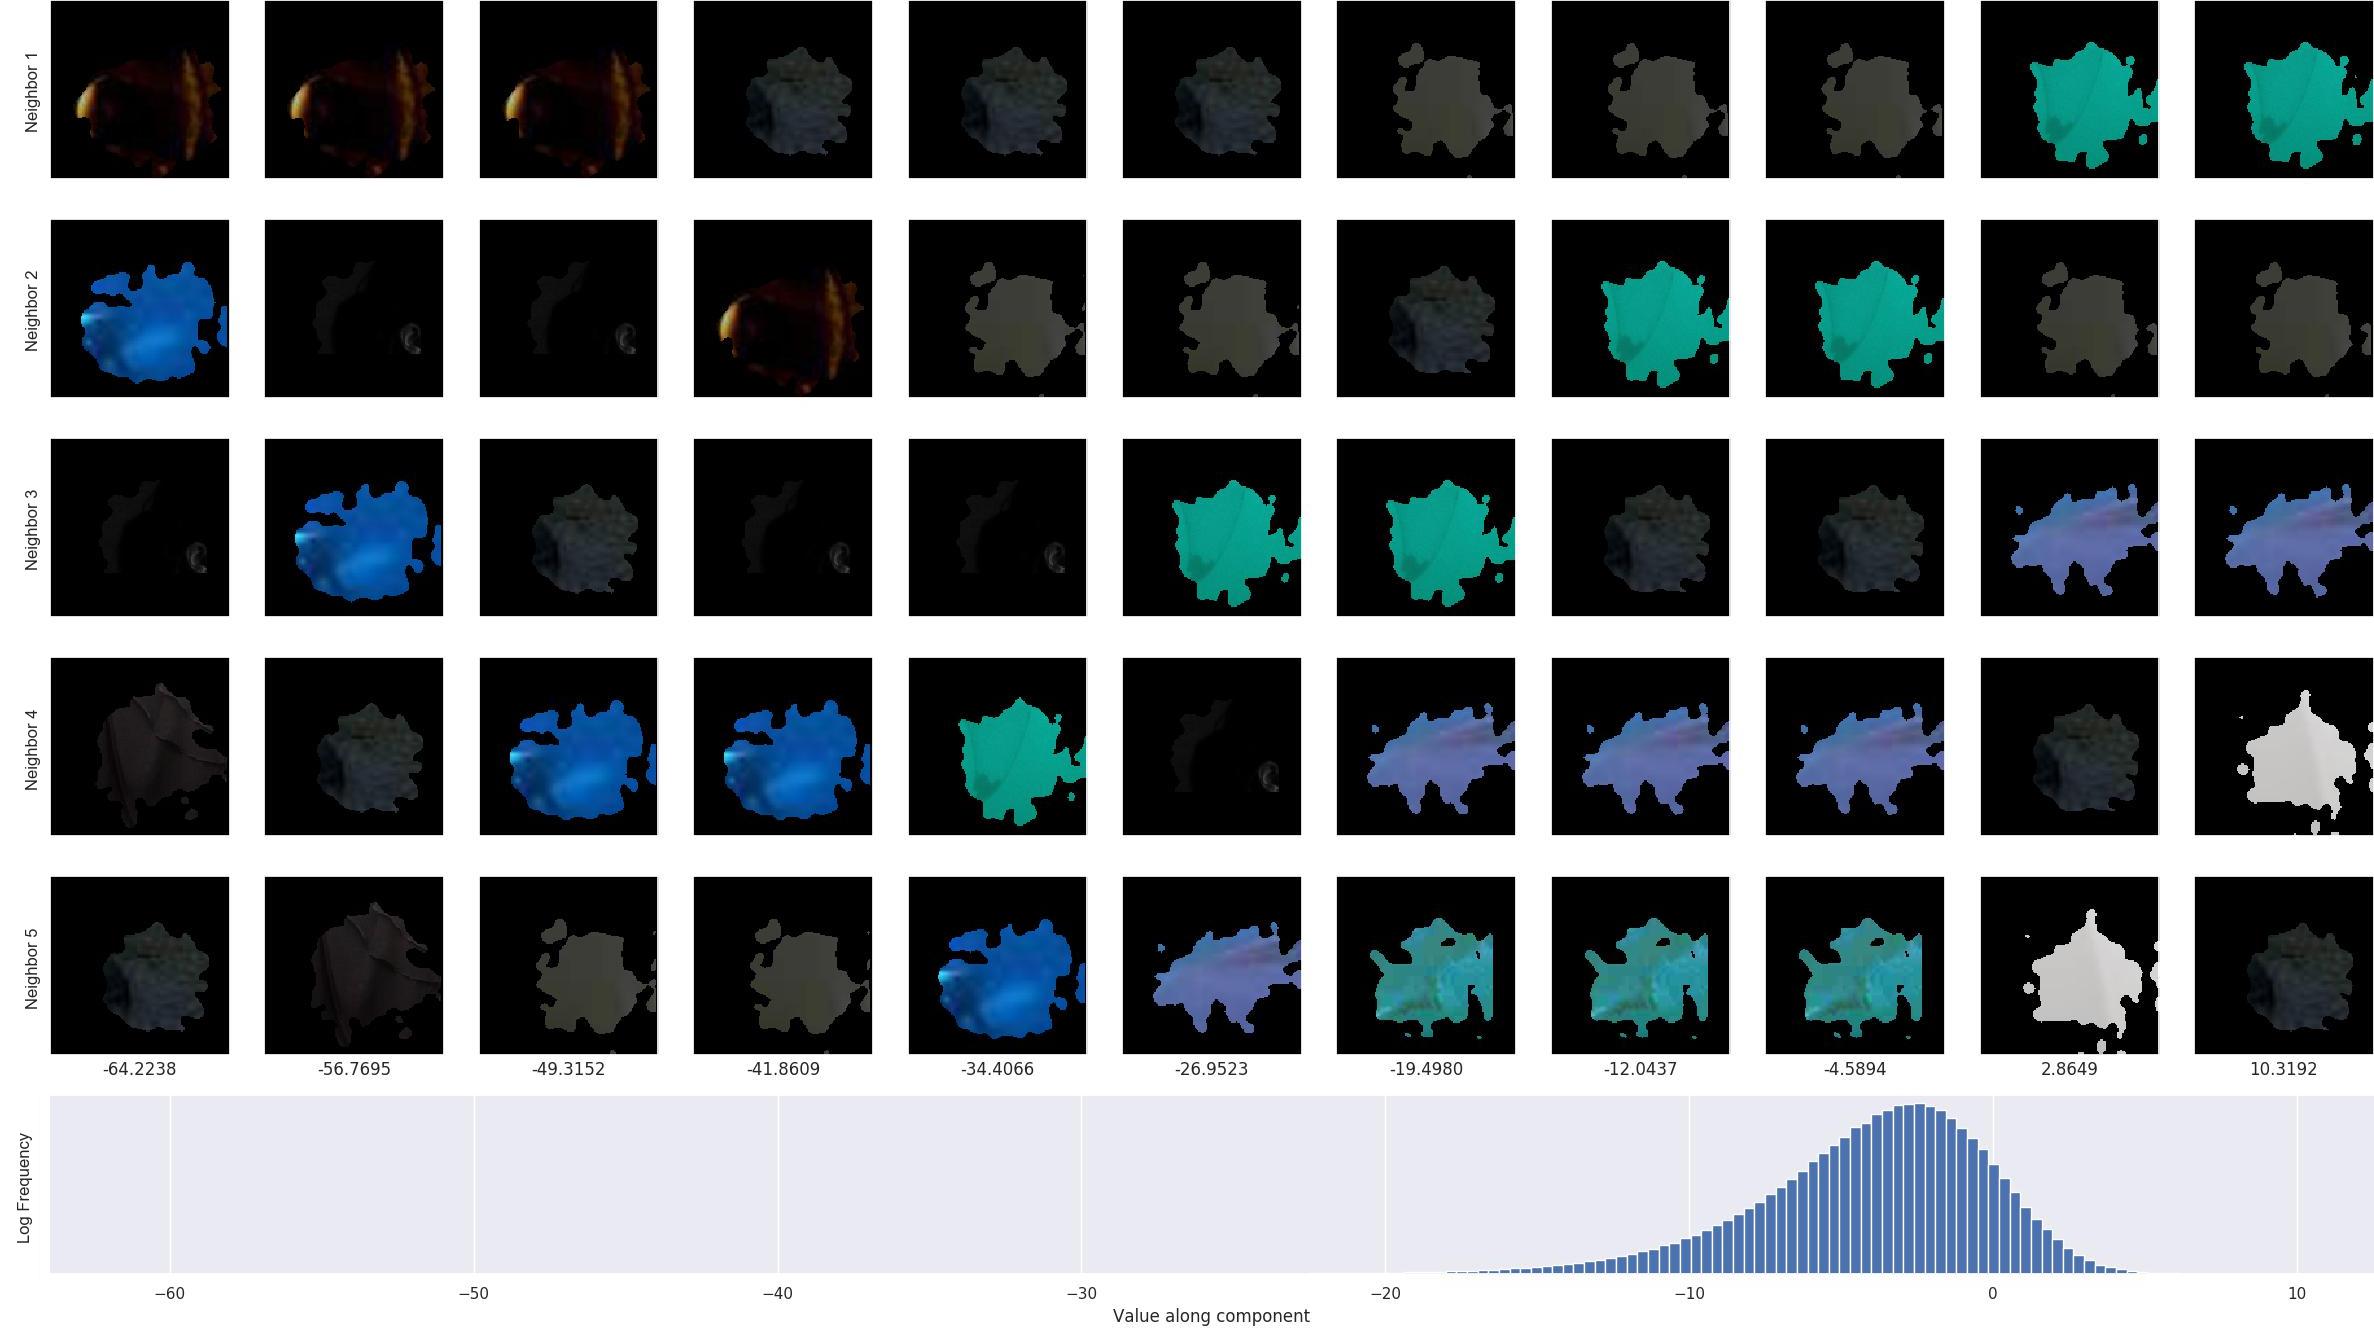 Neighbor 1
Neighbor 2
Neighbor 3
Neighbor 4
Neighbor 5
-64.2238 -56.7695 -49.3152 -41.8609 -34.4066 -26.9523 -19.4980 -12.0437 -4.5894 2.8649 10.3192
Log Frequency
−60 −50 −40 −30 −20 −10 0 10
Value along component